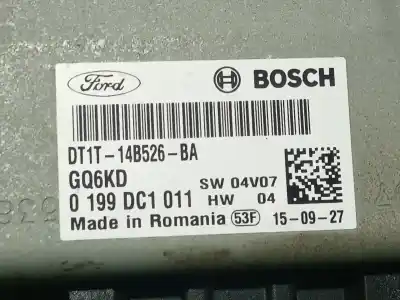 Ford BOSCH
DT1T-14B526-BA
GQ6KD SW 04V07
0 199 DC1 011 HW 04
Made in Romania 53F 15-09-27